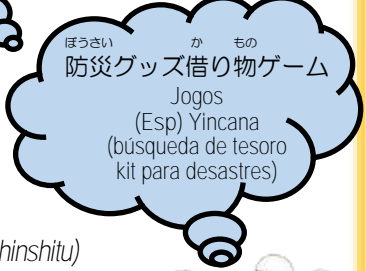 ぼうさい か もの
防災グッズ借り物ゲーム
Jogos
(Esp) Yincana
(búsqueda de tesoro
kit para desastres)
hinshitu)